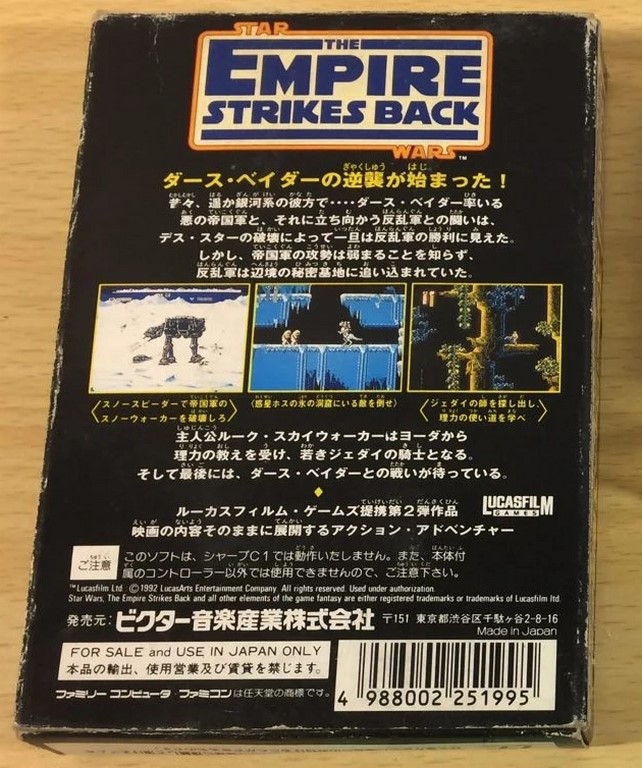 STAR
THE
EMPIRE
STRIKES BACK
WARS™
ダース・ベイダーの逆襲が始まった！
昔々、遥か銀河系の彼方で‥‥ダース・ベイダー率いる
悪の帝国軍と、それに立ち向かう反乱軍との闘いは、
デス・スターの破壊によって一旦は反乱軍の勝利に見えた。
しかし、帝国軍の攻勢は弱まることを知らず、
反乱軍は辺境の秘密基地に追い込まれていた。
スノースピーダーで帝国軍の
スノーウォーカーを破壊しろ
惑星ホスの氷の洞窟にいる敵を倒せ
ジェダイの師を探し出し、
理力の使い道を学べ
主人公ルーク・スカイウォーカーはヨーダから
理力の教えを受け、若きジェダイの騎士となる。
そして最後には、ダース・ベイダーとの戦いが待っている。
ルーカスフィルム・ゲームズ提携第2弾作品
映画の内容そのままに展開するアクション・アドベンチャー
LUCASFILM
GAMES
ご注意
このソフトは、シャープC1では動作いたしません。また、本体付
属のコントローラー以外では使用できませんので、ご注意下さい。
™Lucasfilm Ltd. ©1992 LucasArts Entertainment Company. All rights reserved. Used under authorization.
Star Wars, The Empire Strikes Back and all other elements of the game fantasy are either registered trademarks or trademarks of Lucasfilm ltd.
発売元：ビクター音楽産業株式会社 〒151 東京都渋谷区千駄ヶ谷2-8-16
Made in Japan
FOR SALE and USE IN JAPAN ONLY
本品の輸出、使用営業及び賃貸を禁じます。
ファミリーコンピュータ・ファミコンは任天堂の商標です。
4 988002 251995